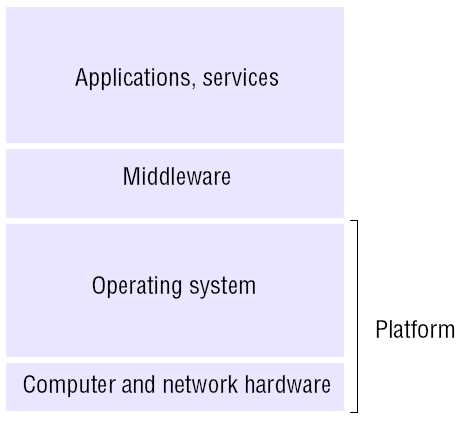 Applications, services
Middleware
Operating system
Platform
Computer and network hardware